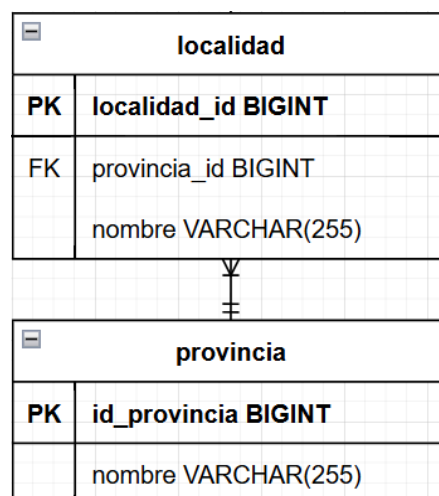 localidad
PK localidad_id BIGINT
FK provincia_id BIGINT
nombre VARCHAR(255)
provincia
PK id_provincia BIGINT
nombre VARCHAR(255)